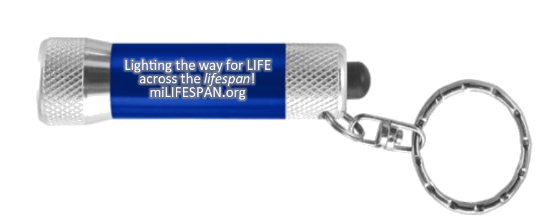 Lighting the way for LIFE
across the lifespan!
miLIFESPAN.org